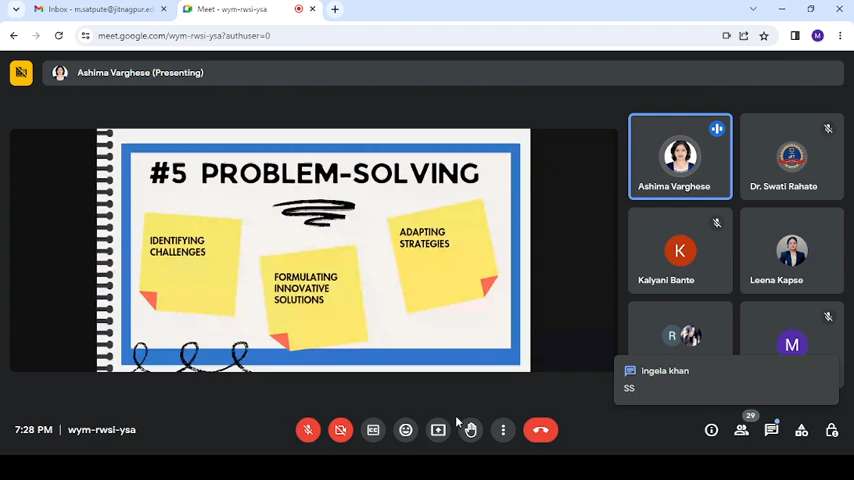 Inbox - m.satpute@jitnagpur.ed
Meet - wym-rwsi-ysa
meet.google.com/wym-rwsi-ysa?authuser=0
M
Ashima Varghese (Presenting)
#5 PROBLEM-SOLVING
IDENTIFYING
CHALLENGES
FORMULATING
INNOVATIVE
SOLUTIONS
ADAPTING
STRATEGIES
Ashima Varghese
Dr. Swati Rahate
K
Kalyani Bante
Leena Kapse
R
M
ingela khan
SS
7:28 PM | wym-rwsi-ysa
29